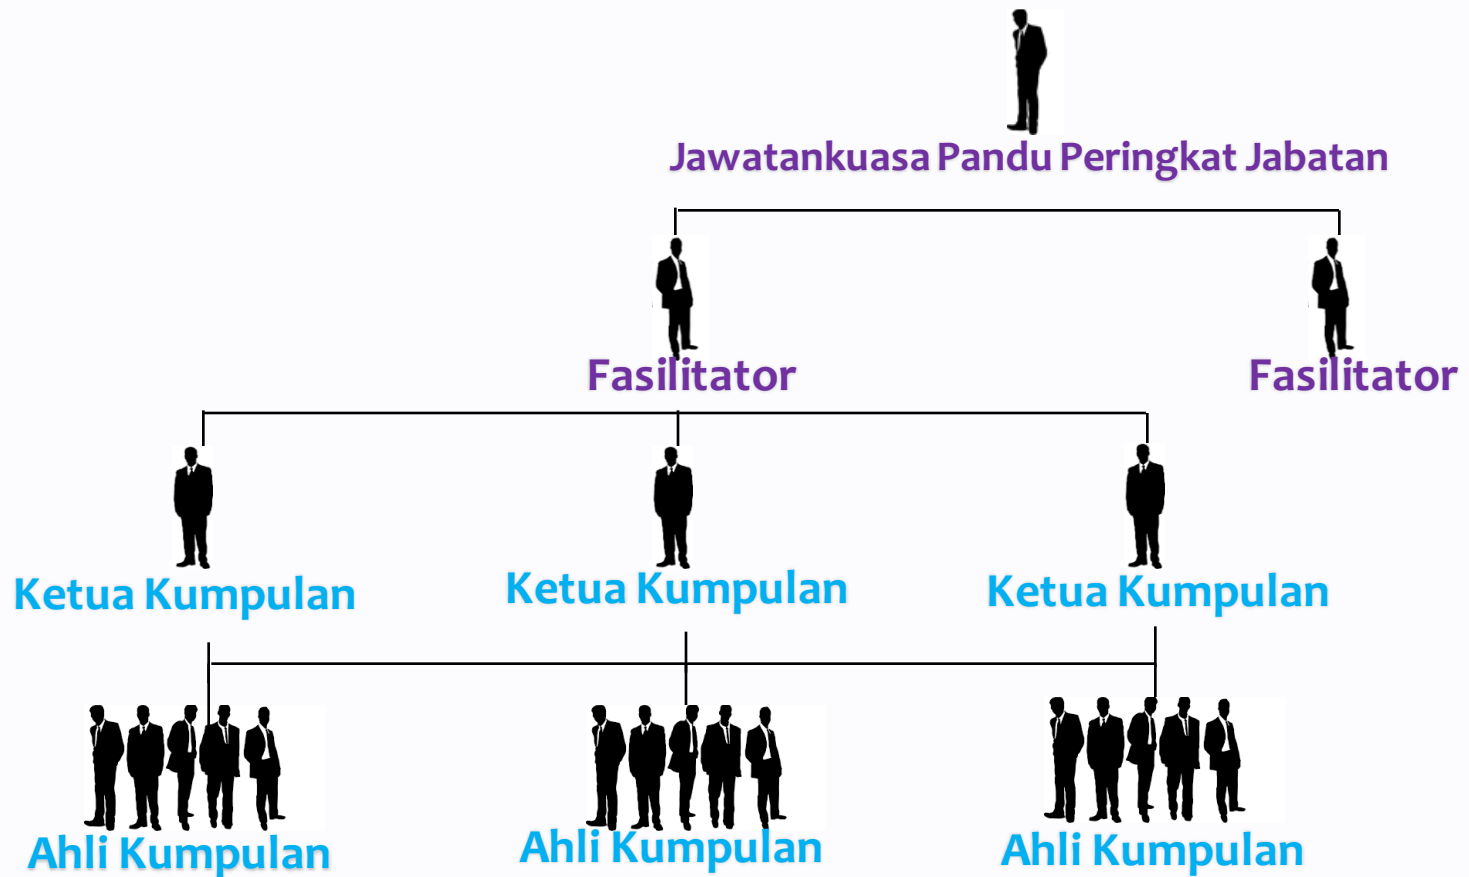 Jawatankuasa Pandu Peringkat Jabatan
Fasilitator
Fasilitator
Ketua Kumpulan
Ketua Kumpulan
Ketua Kumpulan
Ahli Kumpulan
Ahli Kumpulan
Ahli Kumpulan